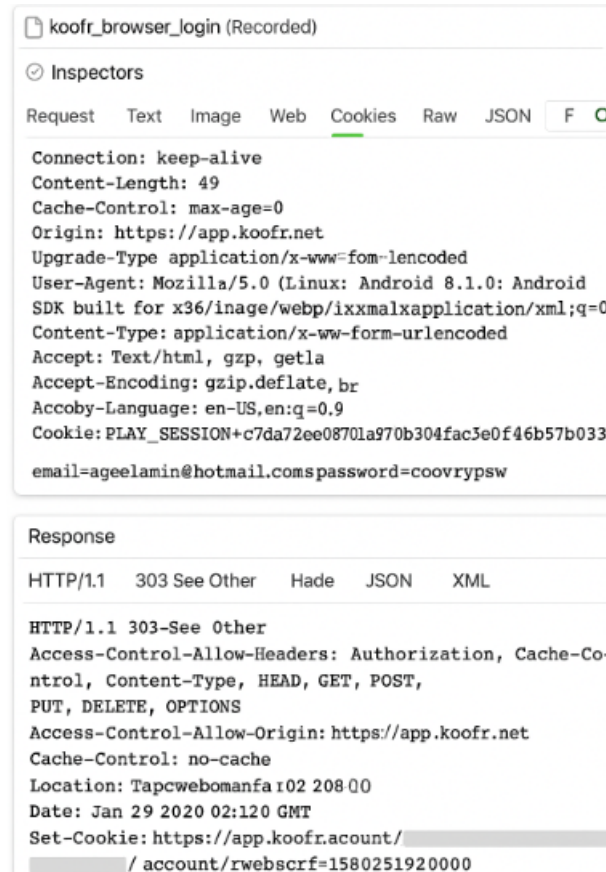 koofr_browser_login (Recorded)
Inspectors
Request Text Image Web Cookies Raw JSON F
Connection: keep-alive
Content-Length: 49
Cache-Control: max-age=0
Origin: https://app.koofr.net
Upgrade-Type application/x-www-fom-lencoded
User-Agent: Mozilla/5.0 (Linux: Android 8.1.0: Android
SDK built for x36/inage/webp/ixxmalxapplication/xml;q=0
Content-Type: application/x-ww-form-urlencoded
Accept: Text/html, gzp, getla
Accept-Encoding: gzip.deflate, br
Accoby-Language: en-US,en:q=0.9
Cookie: PLAY_SESSION+c7da72ee08701a970b304fac3e0f46b57b033
email=ageelamin@hotmail.comspassword=coovrypsw
Response
HTTP/1.1 303 See Other Hade JSON XML
HTTP/1.1 303-See Other
Access-Control-Allow-Headers: Authorization, Cache-Co-
ntrol, Content-Type, HEAD, GET, POST,
PUT, DELETE, OPTIONS
Access-Control-Allow-Origin: https://app.koofr.net
Cache-Control: no-cache
Location: Tapcwebomanfa 102 208 00
Date: Jan 29 2020 02:120 GMT
Set-Cookie: https://app.koofr.acount/
/ account/rwebscrf=1580251920000